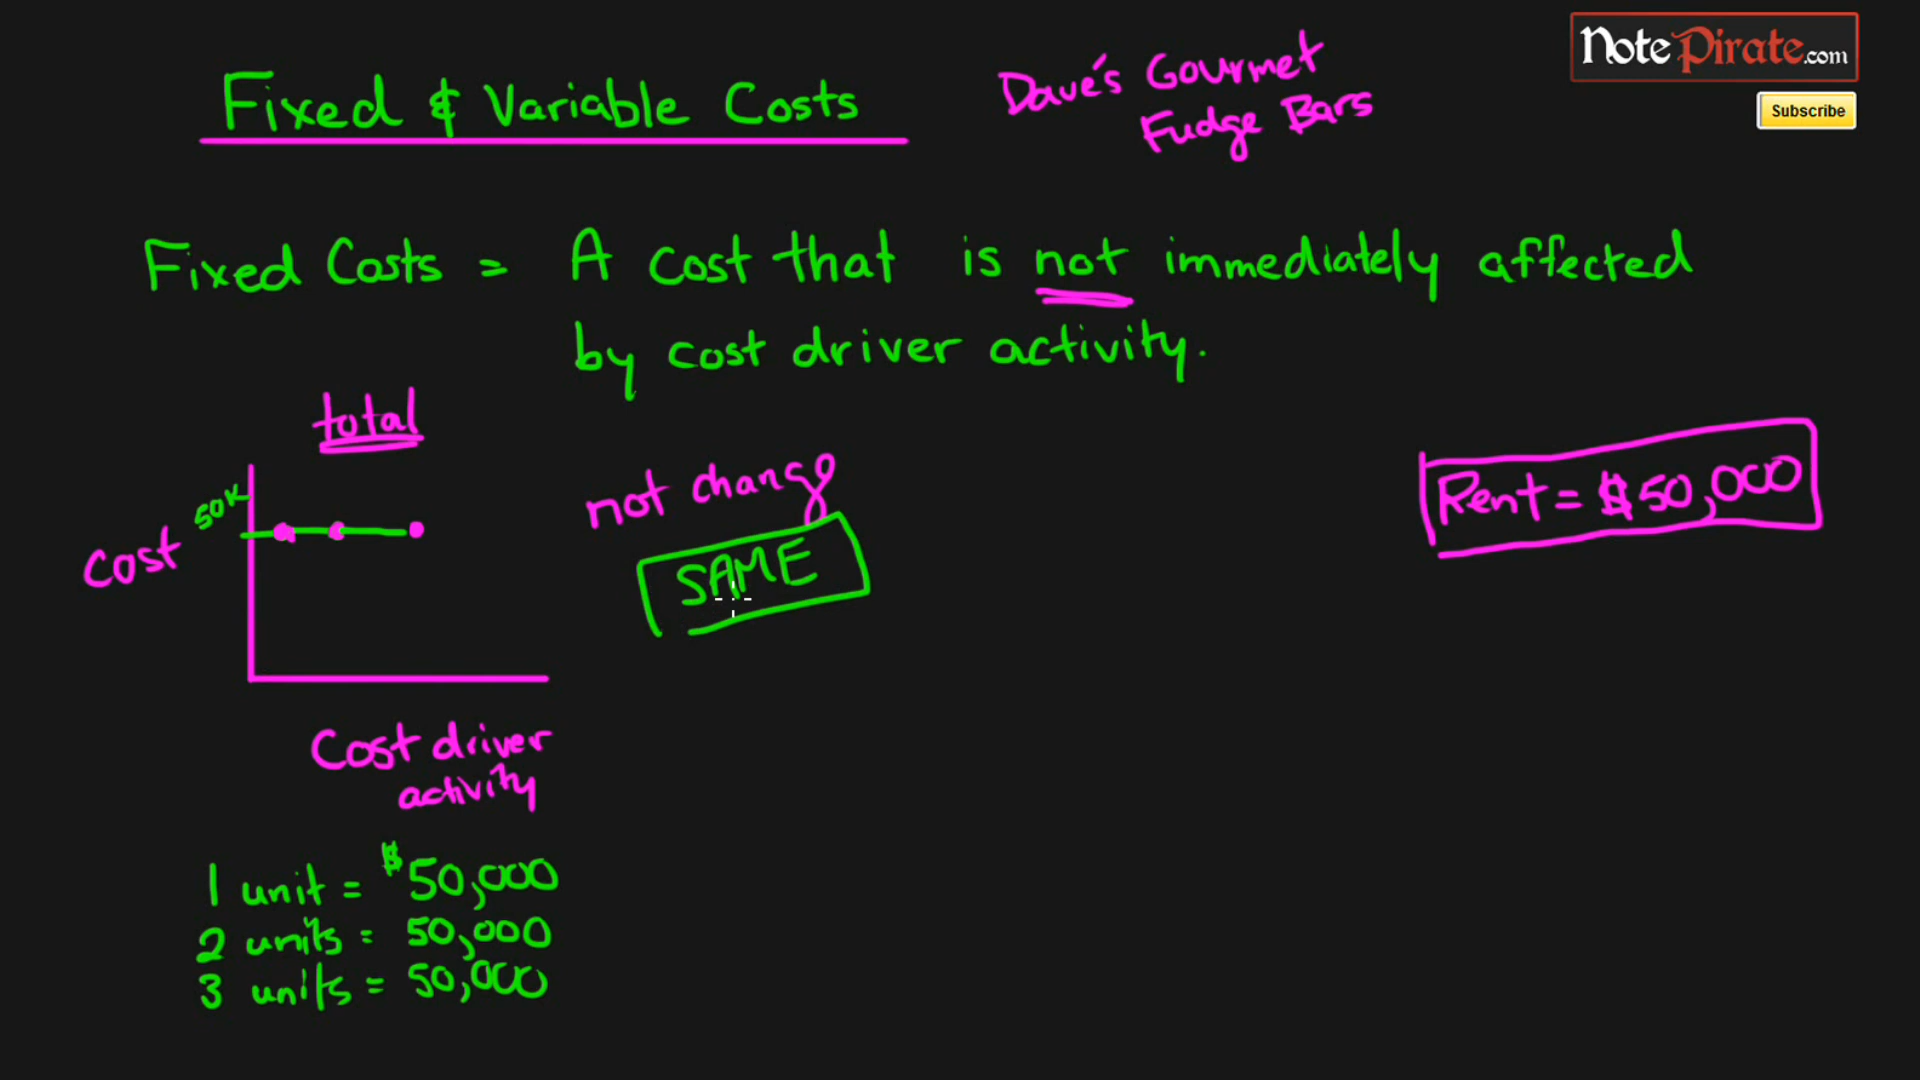 NotePirate.com
Subscribe
Fixed & Variable Costs
Dave's Gourmet
Fudge Bars
Fixed Costs = A cost that is not immediately affected
by cost driver activity.
total
50K
cost
Cost driver
activity
not change
SAME
Rent = $50,000
1 unit = $50,000
2 units = 50,000
3 units = 50,000